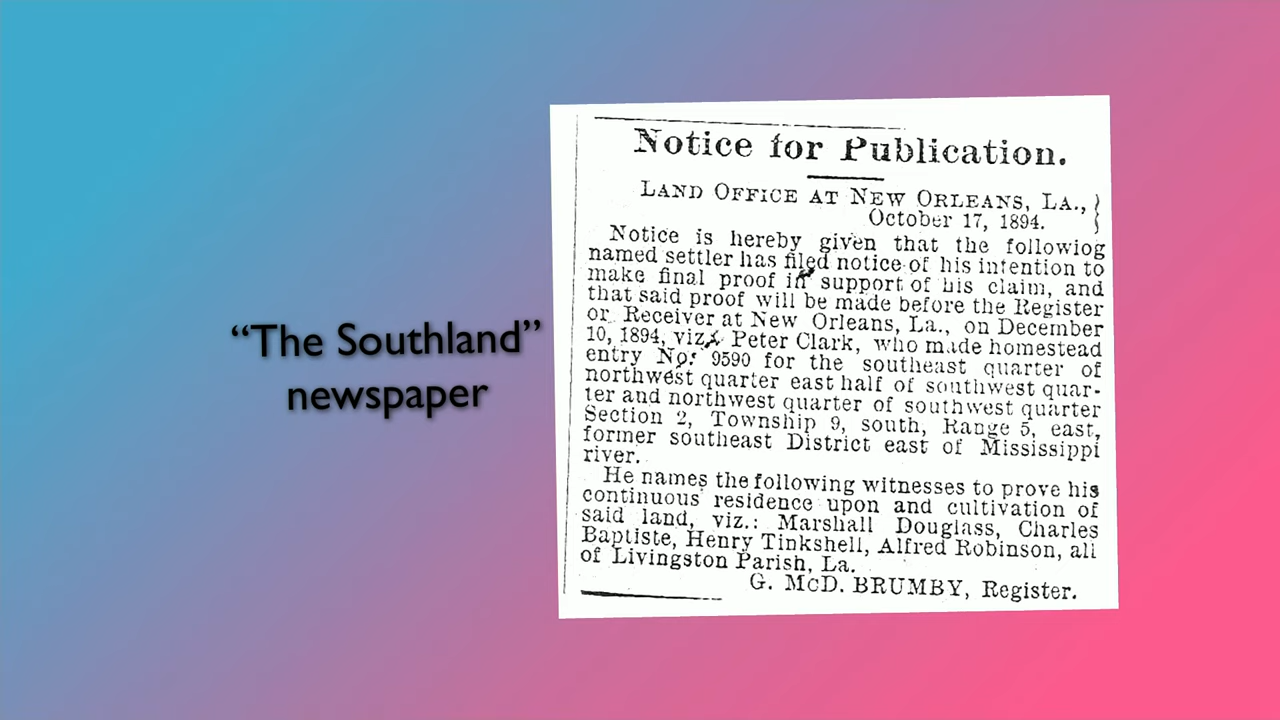 “The Southland”
newspaper
Notice for Publication.
LAND OFFICE AT NEW ORLEANS, LA.,
October 17, 1894.
Notice is hereby given that the followiog
named settler has filed notice of his intention to
make final proof in support of his claim, and
that said proof will be made before the Register
or Receiver at New Orleans, La., on December
10, 1894, viz: Peter Clark, who made homestead
entry No: 9590 for the southeast quarter of
northwest quarter east half of southwest quar-
ter and northwest quarter of southwest quarter
Section 2, Township 9, south, Range 5, east,
former southeast District east of Mississippi
river.
He names the following witnesses to prove his
continuous residence upon and cultivation of
said land, viz.: Marshall Douglass, Charles
Baptiste, Henry Tinkshell, Alfred Robinson, all
of Livingston Parish, La.
G. McD. BRUMBY, Register.